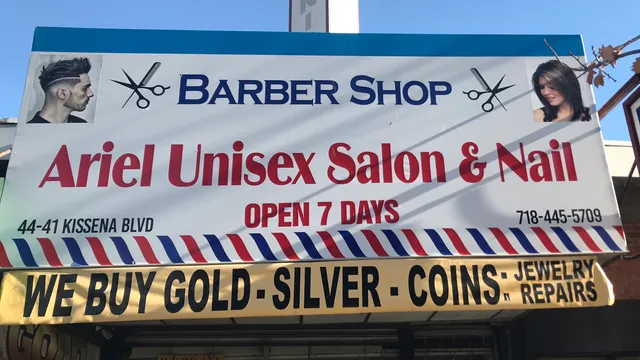 BARBER SHOP
Ariel Unisex Salon & Nail
OPEN 7 DAYS
44-41 KISSENA BLVD
718-445-5709
WE BUY GOLD - SILVER - COINS - JEWELRY REPAIRS